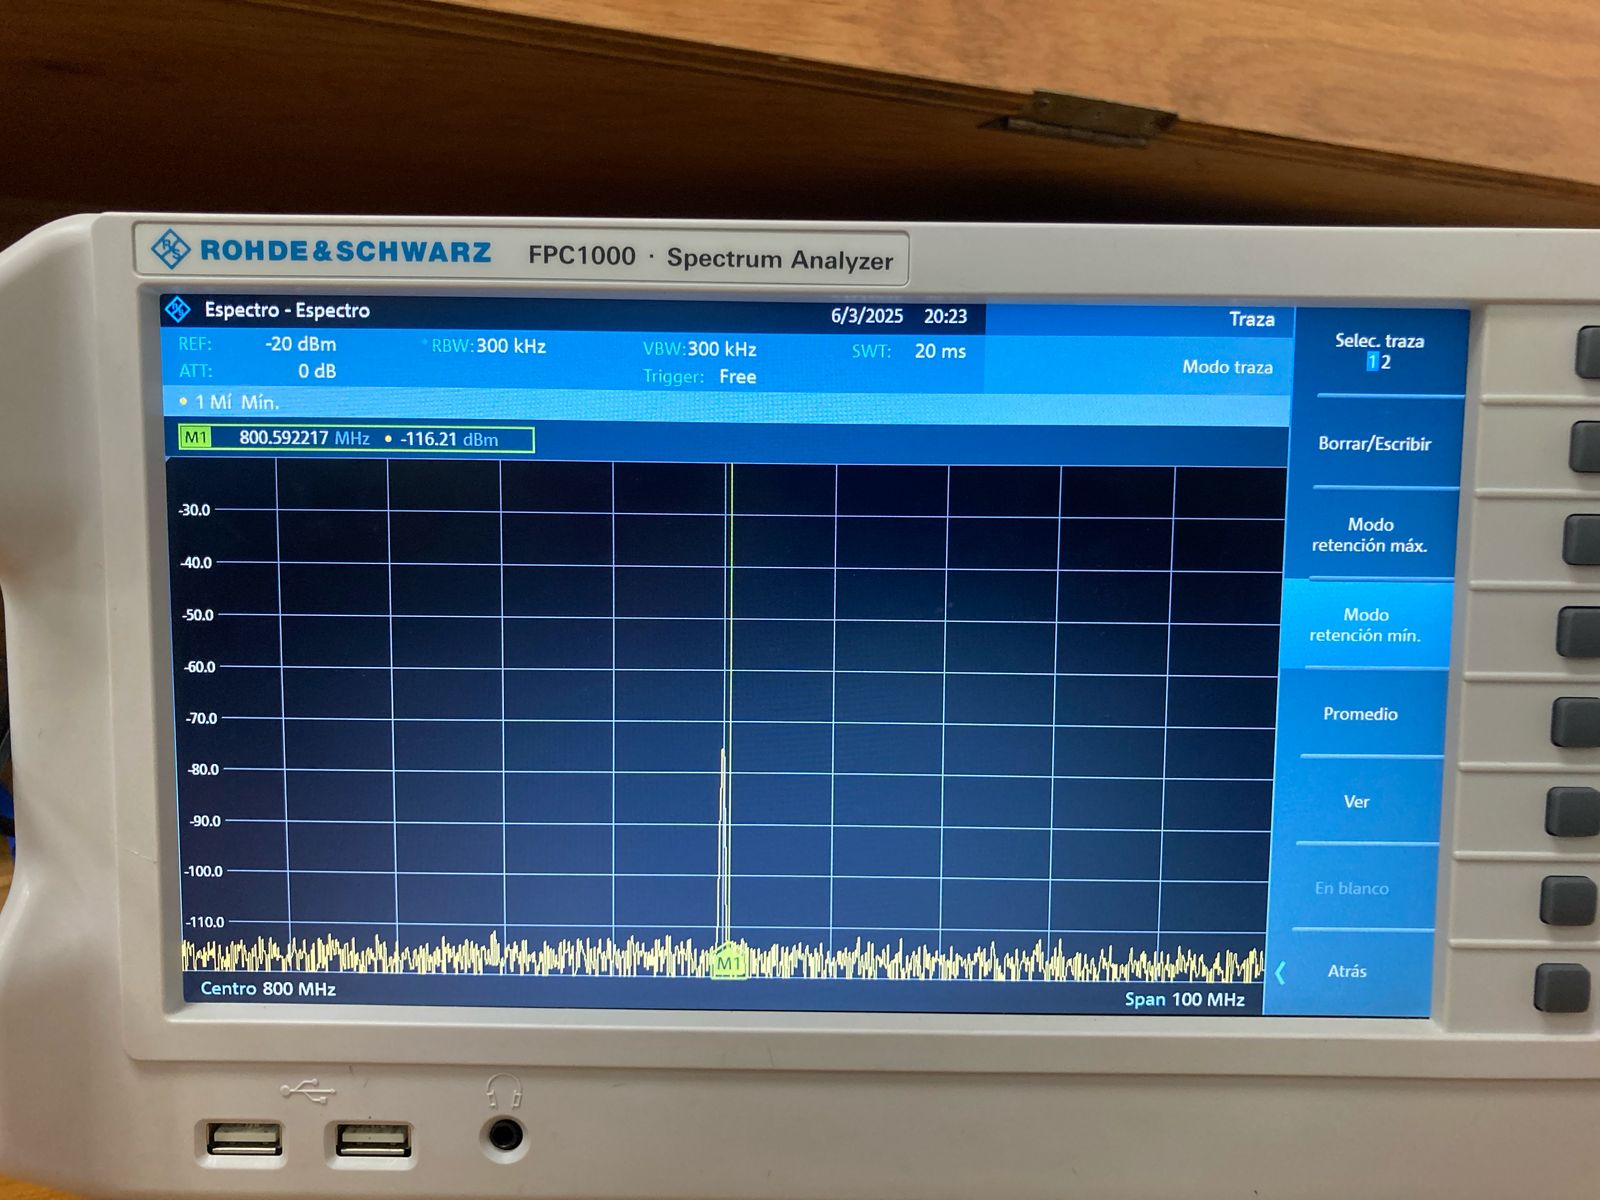 ROHDE&SCHWARZ FPC1000 · Spectrum Analyzer
Espectro - Espectro 6/3/2025 20:23 Traza
REF: -20 dBm RBW: 300 kHz VBW: 300 kHz SWT: 20 ms
ATT: 0 dB Trigger: Free Modo traza
1 Mí Mín.
M1 800.592217 MHz -116.21 dBm
-30.0
-40.0
-50.0
-60.0
-70.0
-80.0
-90.0
-100.0
-110.0
M1
Centro 800 MHz Span 100 MHz
Selec. traza
1 2
Borrar/Escribir
Modo
retención máx.
Modo
retención mín.
Promedio
Ver
En blanco
Atrás